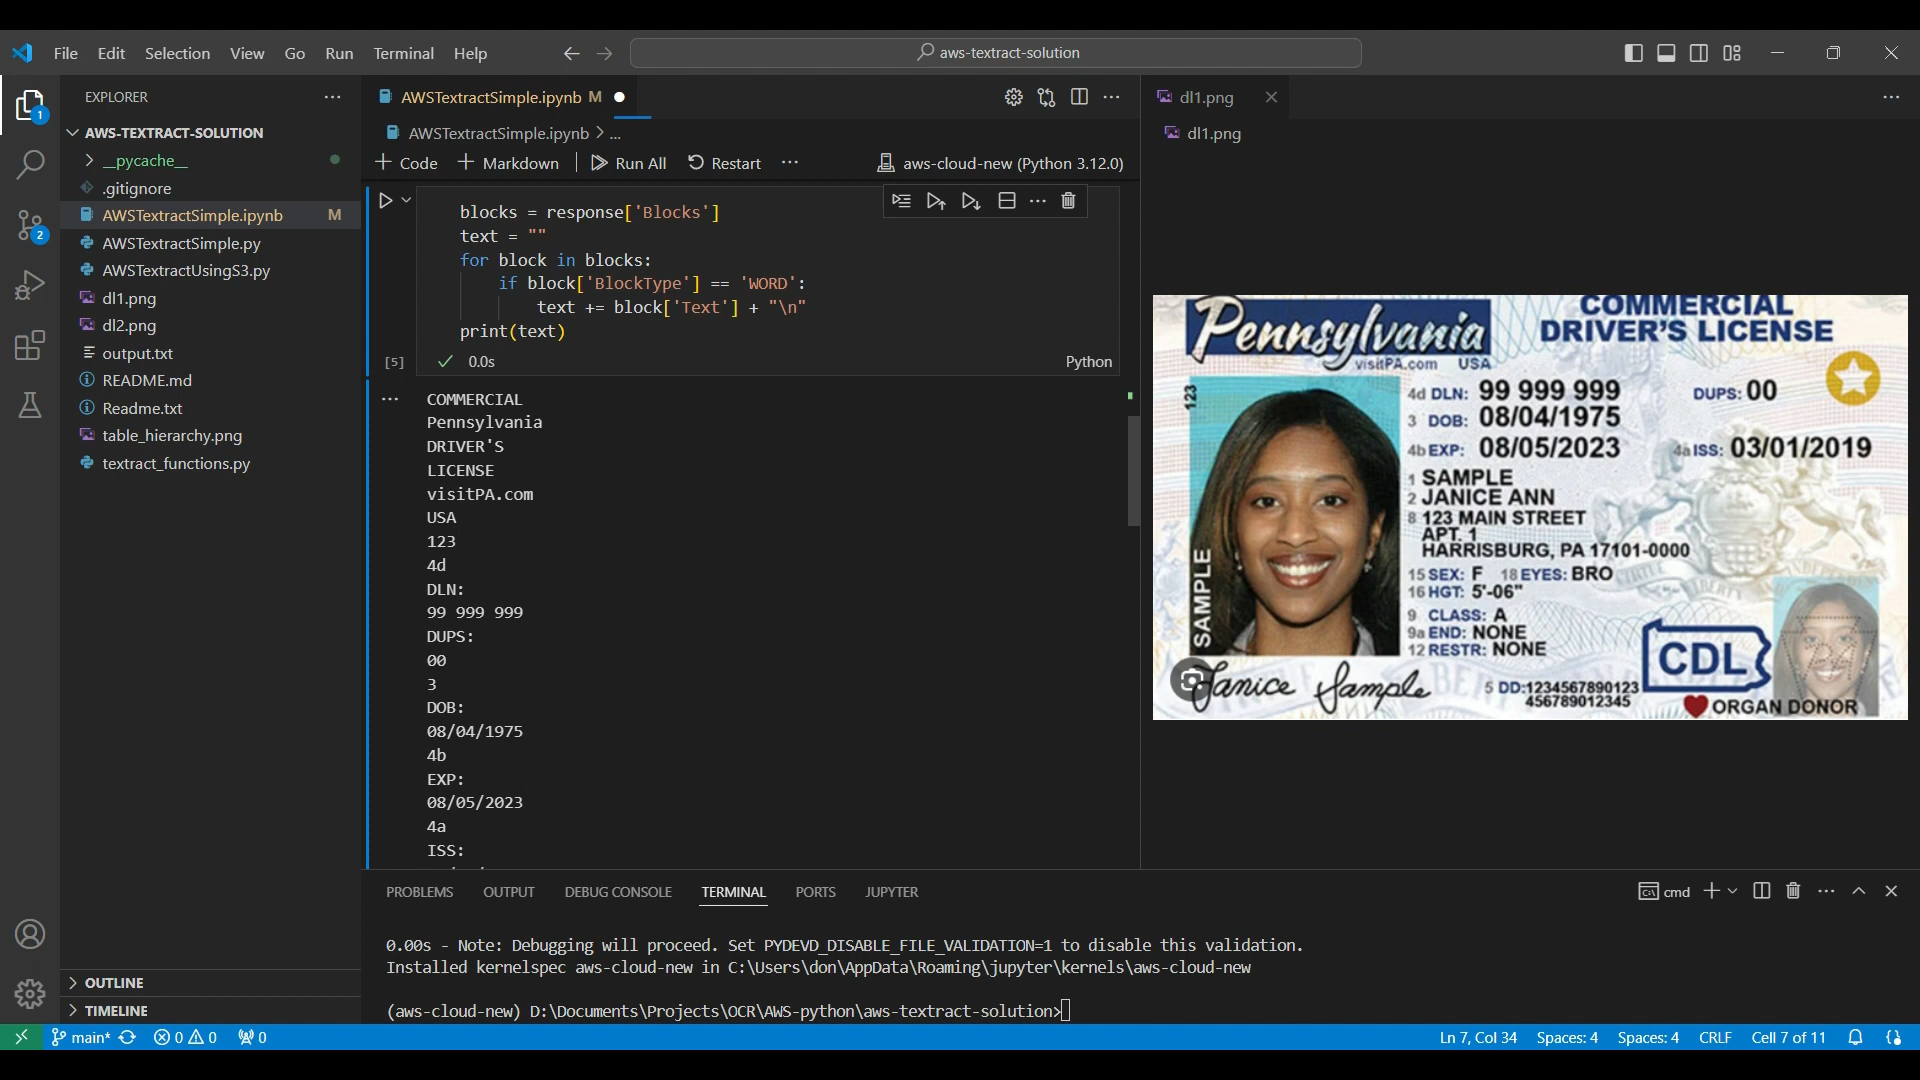 File Edit Selection View Go Run Terminal Help
aws-textract-solution
EXPLORER
AWS-TEXTRACT-SOLUTION
__pycache__
.gitignore
AWSTextractSimple.ipynb M
AWSTextractSimple.py
AWSTextractUsingS3.py
dl1.png
dl2.png
output.txt
README.md
Readme.txt
table_hierarchy.png
textract_functions.py
OUTLINE
TIMELINE
1
2
AWSTextractSimple.ipynb M
AWSTextractSimple.ipynb > ...
+ Code + Markdown Run All Restart ...
aws-cloud-new (Python 3.12.0)
blocks = response['Blocks']
text = ""
for block in blocks:
if block['BlockType'] == 'WORD':
text += block['Text'] + "\n"
print(text)
[5] 0.0s Python
COMMERCIAL
Pennsylvania
DRIVER'S
LICENSE
visitPA.com
USA
123
4d
DLN:
99 999 999
DUPS:
00
3
DOB:
08/04/1975
4b
EXP:
08/05/2023
4a
ISS:
dl1.png
dl1.png
Pennsylvania
visitPA.com USA
COMMERCIAL
DRIVER'S LICENSE
123
4d DLN: 99 999 999 DUPS: 00
3 DOB: 08/04/1975
4b EXP: 08/05/2023 4a ISS: 03/01/2019
1 SAMPLE
2 JANICE ANN
8 123 MAIN STREET
APT. 1
HARRISBURG, PA 17101-0000
15 SEX: F 18 EYES: BRO
16 HGT: 5'-06"
9 CLASS: A
9a END: NONE
12 RESTR: NONE
SAMPLE
Janice Sample
5 DD:1234567890123
456789012345
CDL
ORGAN DONOR
PROBLEMS OUTPUT DEBUG CONSOLE TERMINAL PORTS JUPYTER
cmd
0.00s - Note: Debugging will proceed. Set PYDEVD_DISABLE_FILE_VALIDATION=1 to disable this validation.
Installed kernelspec aws-cloud-new in C:\Users\don\AppData\Roaming\jupyter\kernels\aws-cloud-new
(aws-cloud-new) D:\Documents\Projects\OCR\AWS-python\aws-textract-solution>
main* 0 0 0
Ln 7, Col 34 Spaces: 4 Spaces: 4 CRLF Cell 7 of 11